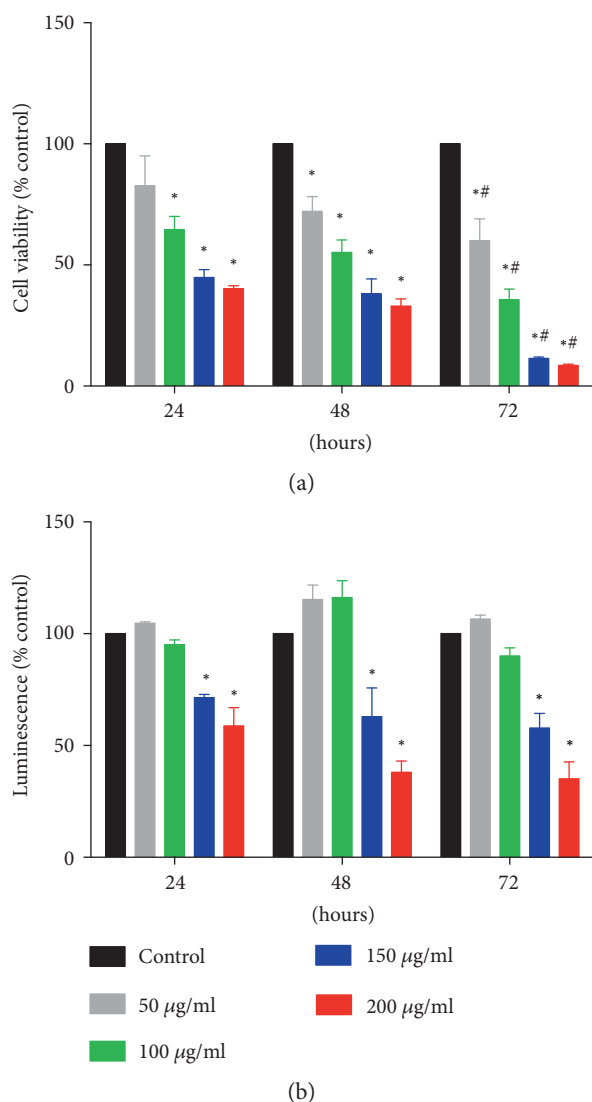 150
100
50
0
Cell viability (% control)
*
*
*
*
*
*
*
*#
*#
*#
*#
24
48
72
(hours)
(a)
150
100
50
0
Luminescence (% control)
*
*
*
*
*
*
24
48
72
(hours)
Control
150 μg/ml
50 μg/ml
200 μg/ml
100 μg/ml
(b)